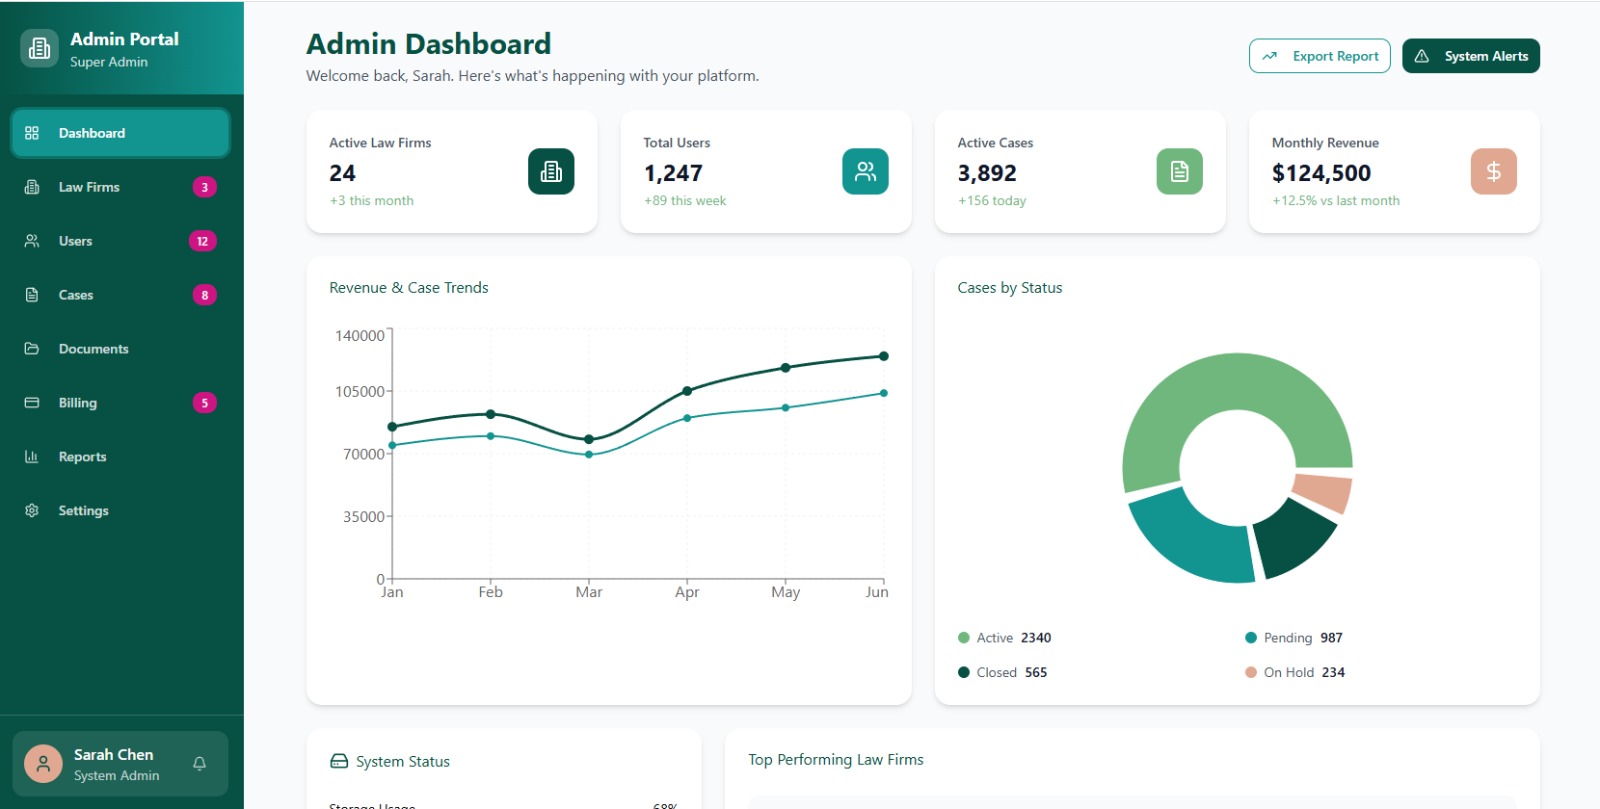 Admin Portal
Super Admin
Dashboard
Law Firms 3
Users 12
Cases 8
Documents
Billing 5
Reports
Settings
Sarah Chen
System Admin
Admin Dashboard
Welcome back, Sarah. Here's what's happening with your platform.
Export Report
System Alerts
Active Law Firms
24
+3 this month
Total Users
1,247
+89 this week
Active Cases
3,892
+156 today
Monthly Revenue
$124,500
+12.5% vs last month
Revenue & Case Trends
140000
105000
70000
35000
0
Jan Feb Mar Apr May Jun
Cases by Status
Active 2340
Pending 987
Closed 565
On Hold 234
System Status
Storage Usage 68%
Top Performing Law Firms